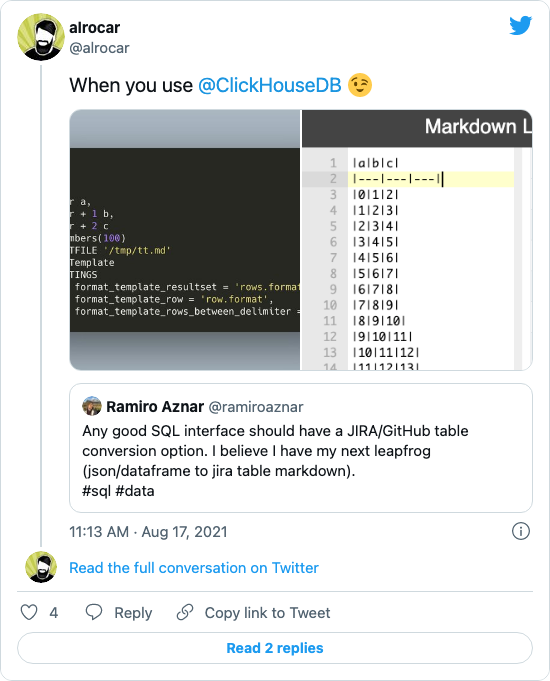 alrocar
@alrocar
When you use @ClickHouseDB 😉
r a,
r + 1 b,
r + 2 c
mbers(100)
TFILE '/tmp/tt.md'
Template
TINGS
format_template_resultset = 'rows.format
format_template_row = 'row.format',
format_template_rows_between_delimiter =
Markdown L
1 |a|b|c|
2 |---|---|---|
3 |0|1|2|
4 |1|2|3|
5 |2|3|4|
6 |3|4|5|
7 |4|5|6|
8 |5|6|7|
9 |6|7|8|
10 |7|8|9|
11 |8|9|10|
12 |9|10|11|
13 |10|11|12|
14 |11|12|13|
Ramiro Aznar @ramiroaznar
Any good SQL interface should have a JIRA/GitHub table
conversion option. I believe I have my next leapfrog
(json/dataframe to jira table markdown).
#sql #data
11:13 AM · Aug 17, 2021
Read the full conversation on Twitter
4 Reply Copy link to Tweet
Read 2 replies